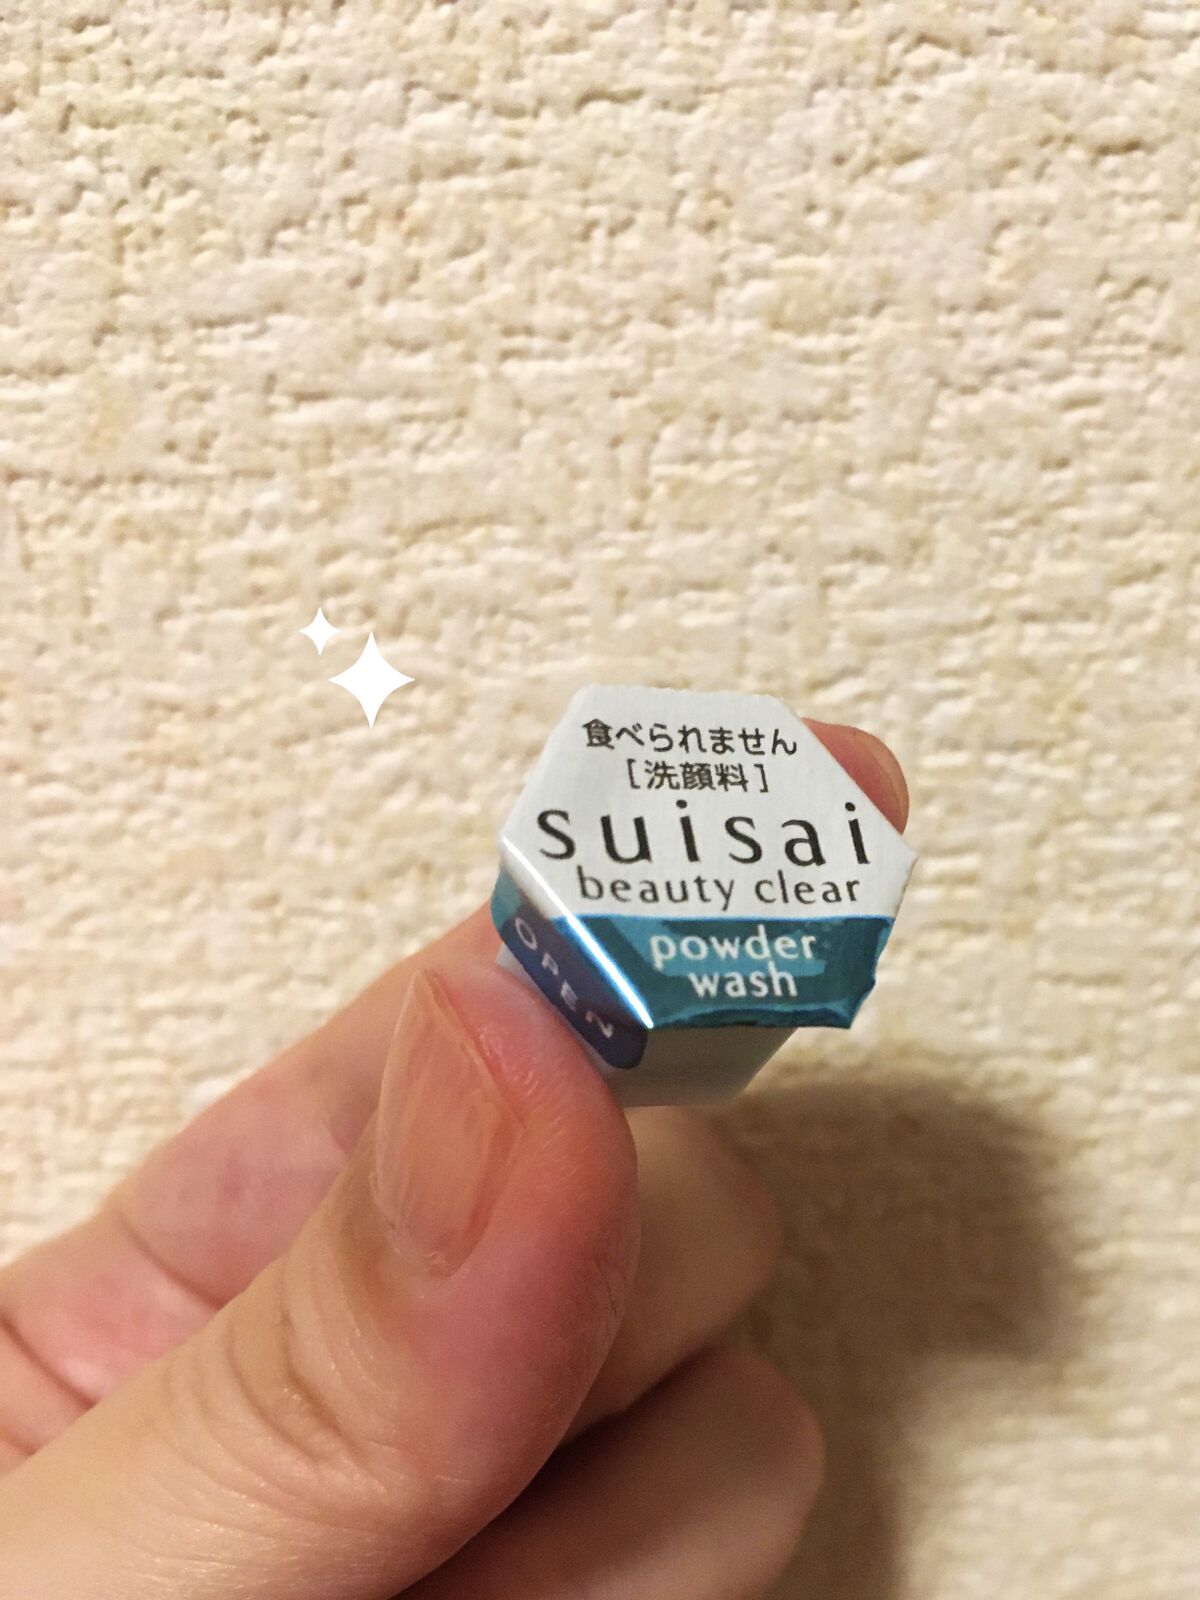 食べられません
[洗顔料]
suisai
beauty clear
powder
wash
OPEN